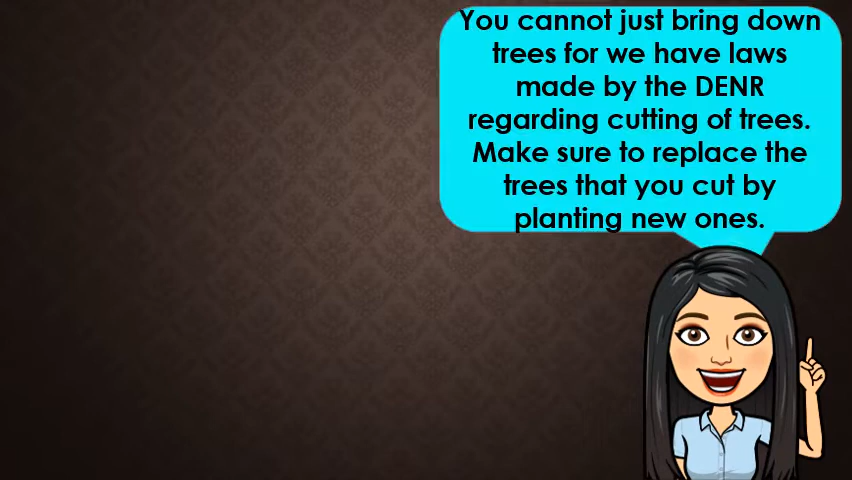 You cannot just bring down
trees for we have laws
made by the DENR
regarding cutting of trees.
Make sure to replace the
trees that you cut by
planting new ones.